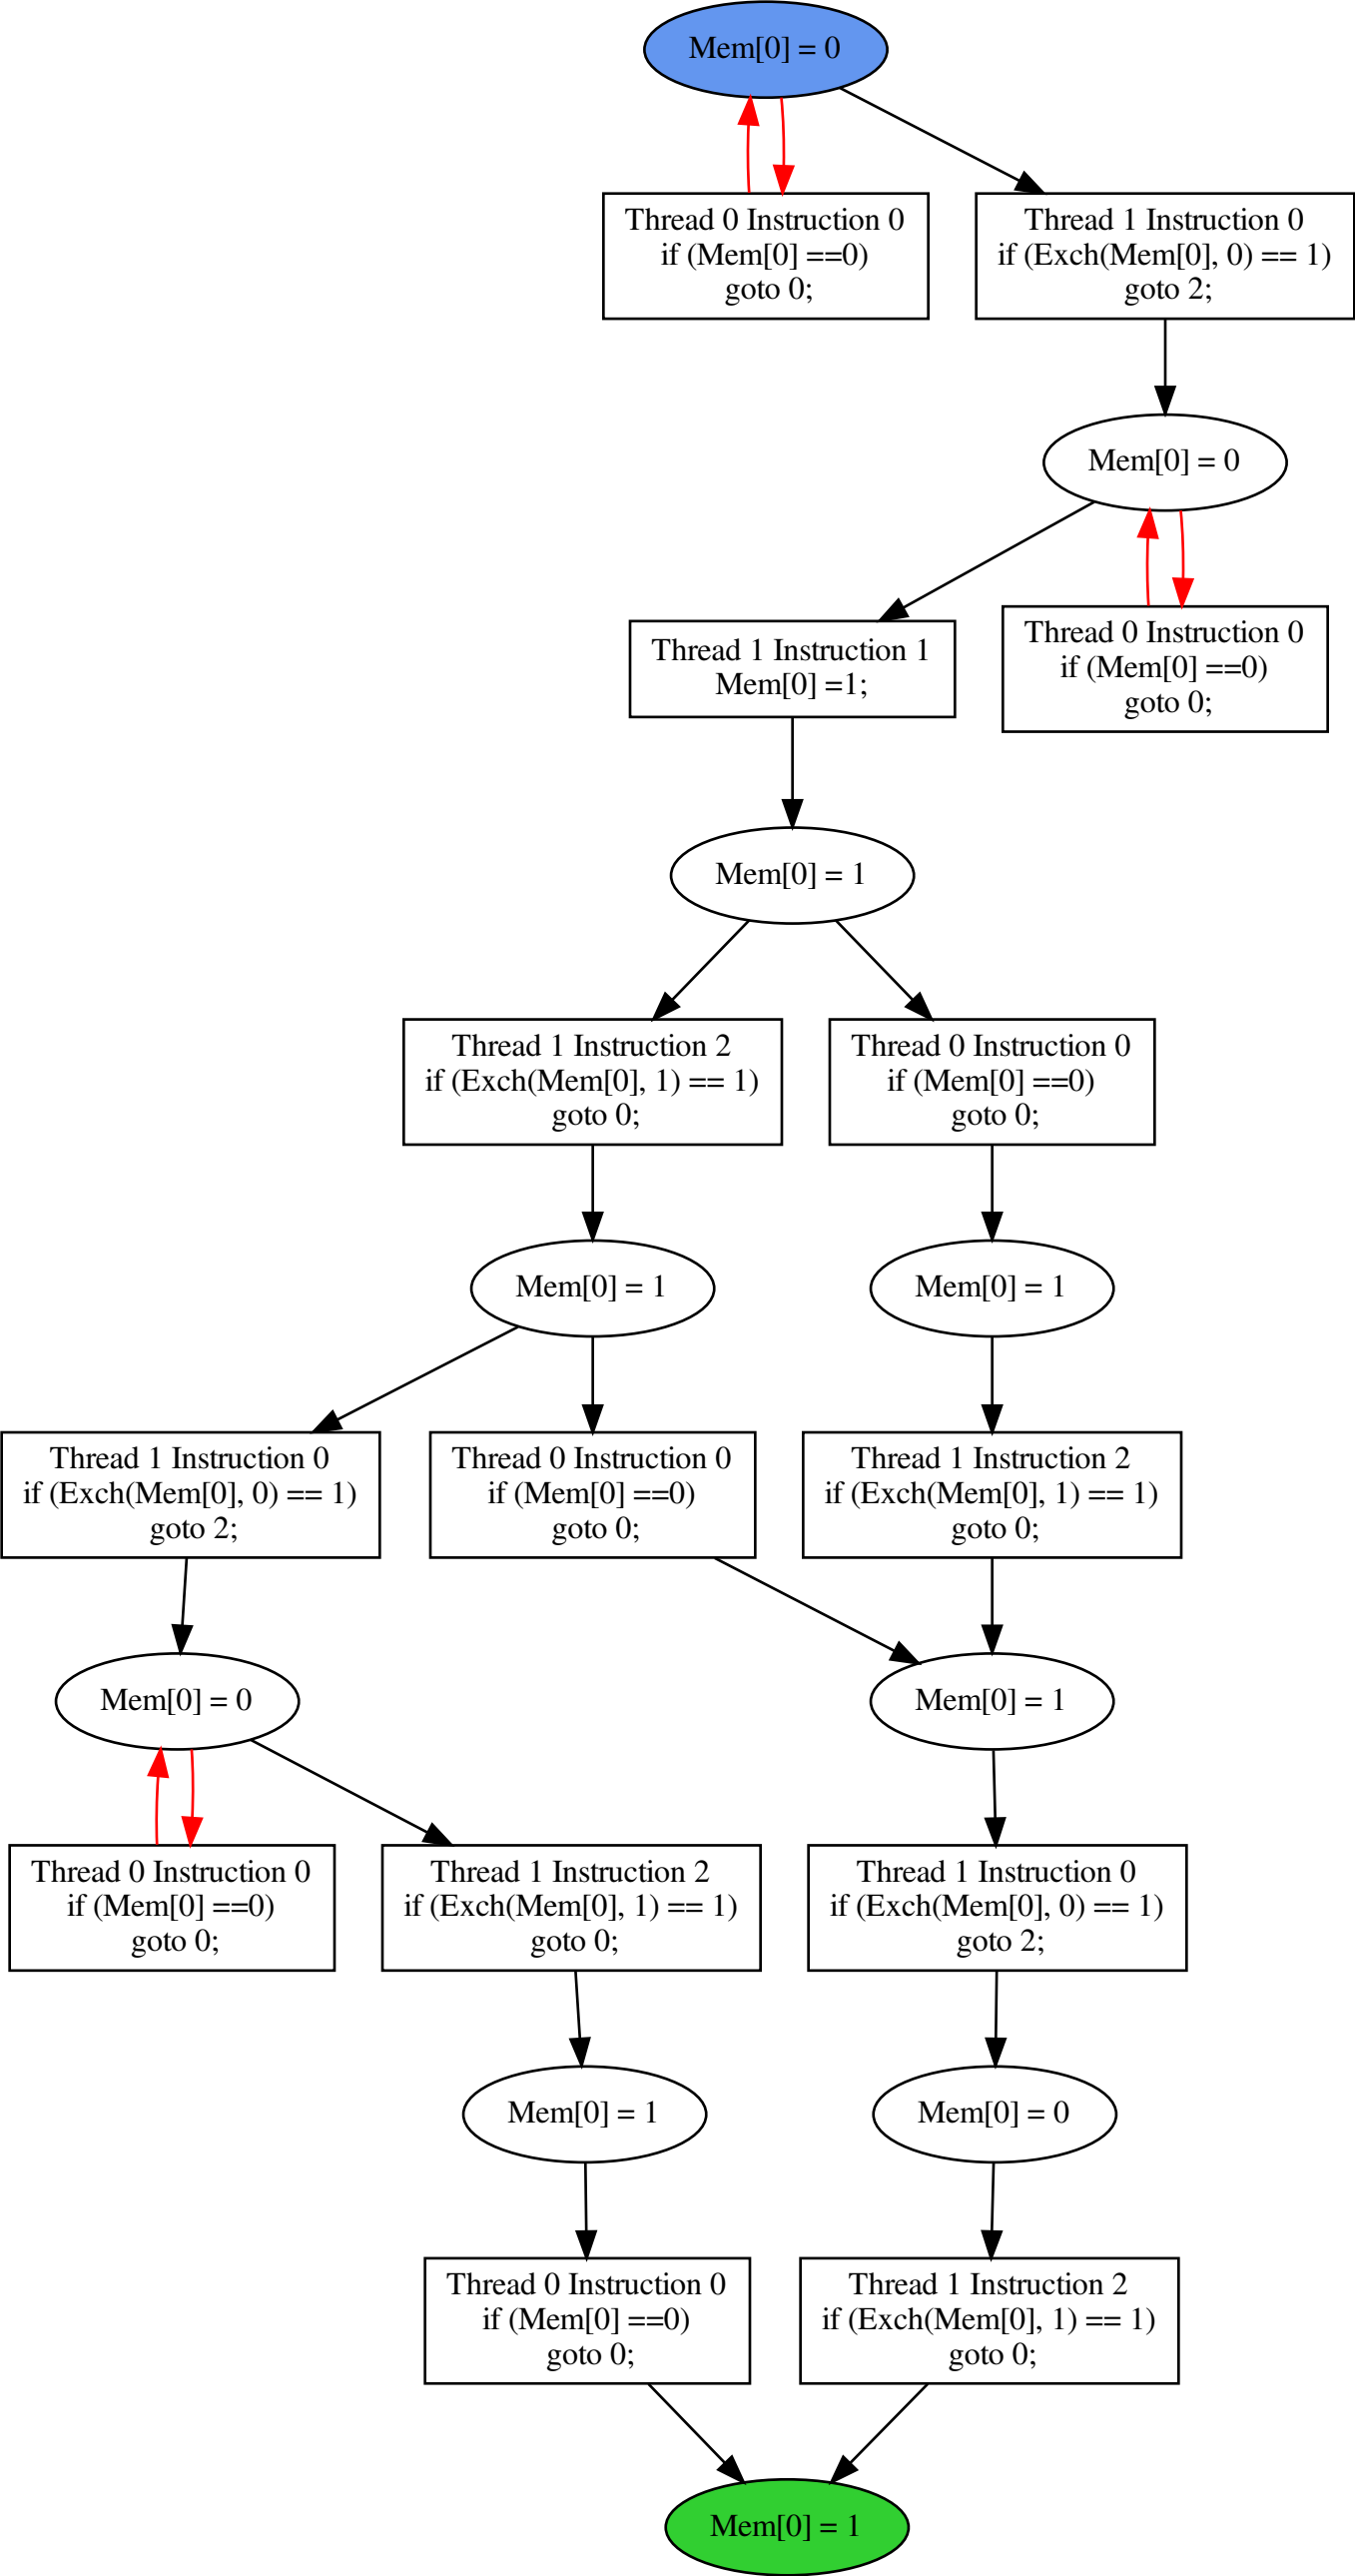 Mem[0] = 0
Thread 0 Instruction 0
if (Mem[0] ==0)
goto 0;
Thread 1 Instruction 0
if (Exch(Mem[0], 0) == 1)
goto 2;
Mem[0] = 0
Thread 1 Instruction 1
Mem[0] =1;
Thread 0 Instruction 0
if (Mem[0] ==0)
goto 0;
Mem[0] = 1
Thread 1 Instruction 2
if (Exch(Mem[0], 1) == 1)
goto 0;
Thread 0 Instruction 0
if (Mem[0] ==0)
goto 0;
Mem[0] = 1
Mem[0] = 1
Thread 1 Instruction 0
if (Exch(Mem[0], 0) == 1)
goto 2;
Thread 0 Instruction 0
if (Mem[0] ==0)
goto 0;
Thread 1 Instruction 2
if (Exch(Mem[0], 1) == 1)
goto 0;
Mem[0] = 0
Mem[0] = 1
Thread 0 Instruction 0
if (Mem[0] ==0)
goto 0;
Thread 1 Instruction 2
if (Exch(Mem[0], 1) == 1)
goto 0;
Thread 1 Instruction 0
if (Exch(Mem[0], 0) == 1)
goto 2;
Mem[0] = 1
Mem[0] = 0
Thread 0 Instruction 0
if (Mem[0] ==0)
goto 0;
Thread 1 Instruction 2
if (Exch(Mem[0], 1) == 1)
goto 0;
Mem[0] = 1